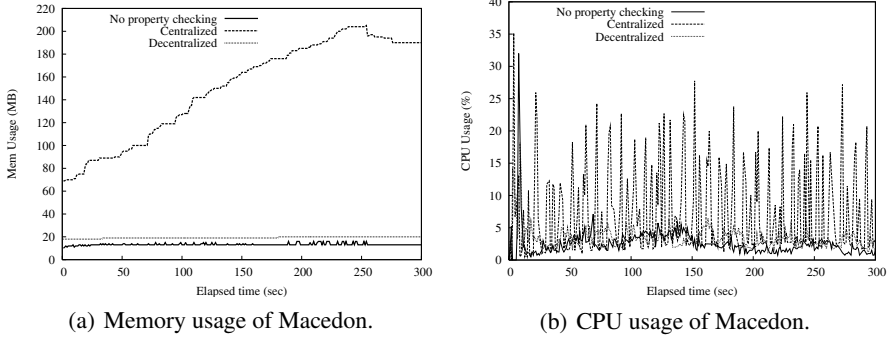 No property checking
Centralized
Decentralized
220
200
180
160
140
120
100
80
60
40
20
0
Mem Usage (MB)
0 50 100 150 200 250 300
Elapsed time (sec)
(a) Memory usage of Macedon.
No property checking
Centralized
Decentralized
40
35
30
25
20
15
10
5
0
CPU Usage (%)
0 50 100 150 200 250 300
Elapsed time (sec)
(b) CPU usage of Macedon.